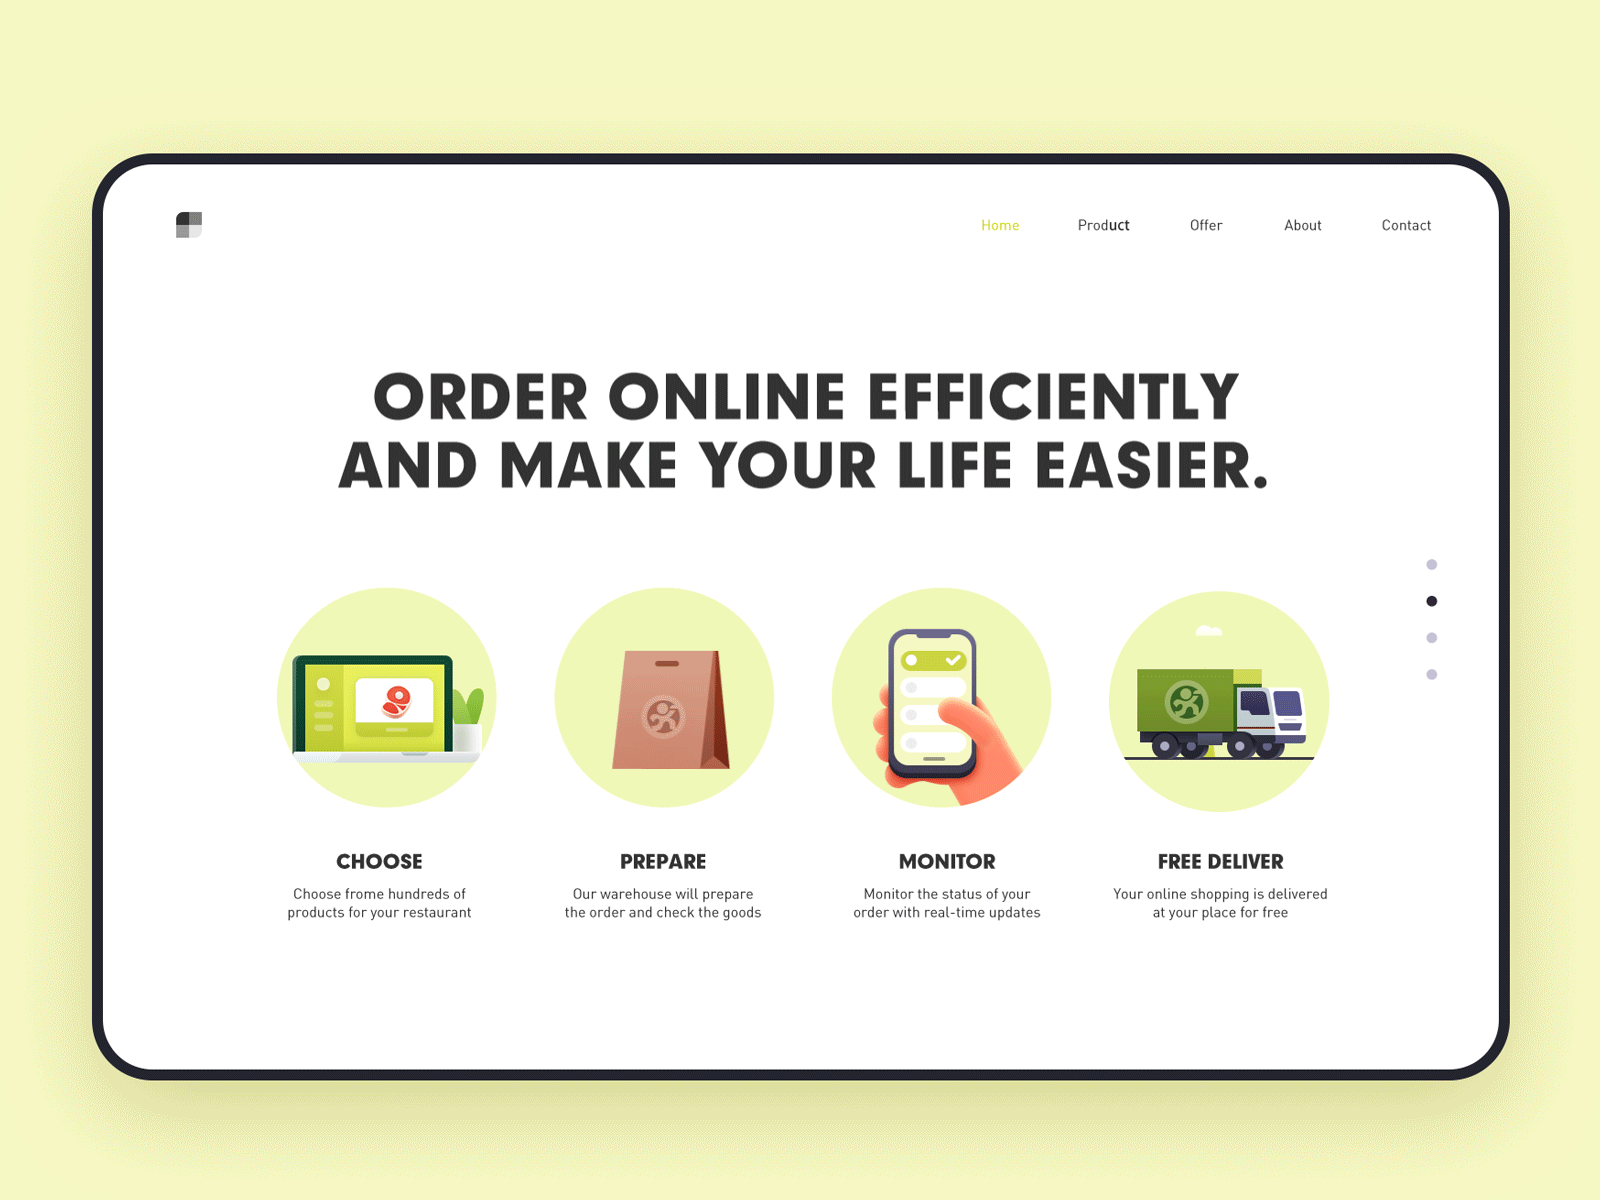 Home Product Offer About Contact
ORDER ONLINE EFFICIENTLY
AND MAKE YOUR LIFE EASIER.
CHOOSE
Choose frome hundreds of
products for your restaurant
PREPARE
Our warehouse will prepare
the order and check the goods
MONITOR
Monitor the status of your
order with real-time updates
FREE DELIVER
Your online shopping is delivered
at your place for free